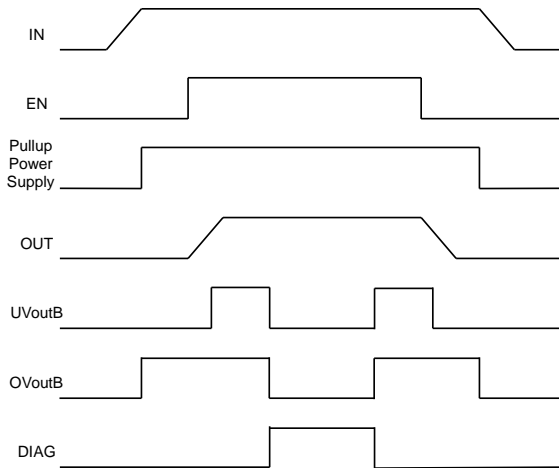 IN
EN
Pullup
Power
Supply
OUT
UVoutB
OVoutB
DIAG